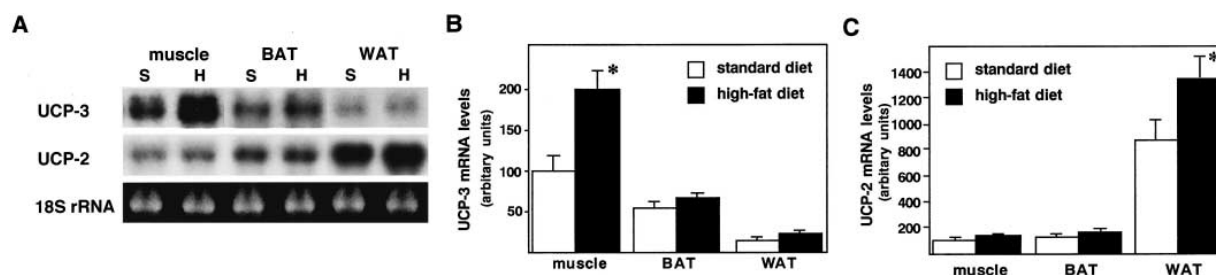 A
muscle BAT WAT
S H S H S H
UCP-3
UCP-2
18S rRNA
B
UCP-3 mRNA levels
(arbitary units)
200
150
100
50
*
standard diet
high-fat diet
muscle BAT WAT
C
UCP-2 mRNA levels
(arbitary units)
1400
1200
1000
800
600
400
200
*
standard diet
high-fat diet
muscle BAT WAT